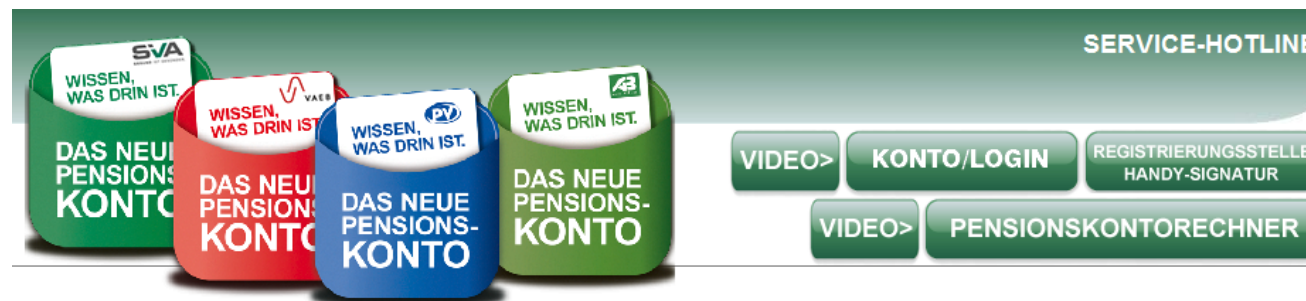 SVA
WISSEN,
WAS DRIN IST.
DAS NEUE
PENSIONS
KONTO
VAEB
WISSEN,
WAS DRIN IST
DAS NEUE
PENSIONS
KONTO
PV
WISSEN,
WAS DRIN IST.
DAS NEUE
PENSIONS-
KONTO
WISSEN,
WAS DRIN IST.
DAS NEUE
PENSIONS-
KONTO
SERVICE-HOTLINE
VIDEO>
KONTO/LOGIN
REGISTRIERUNGSSTELLE
HANDY-SIGNATUR
VIDEO>
PENSIONSKONTORECHNER